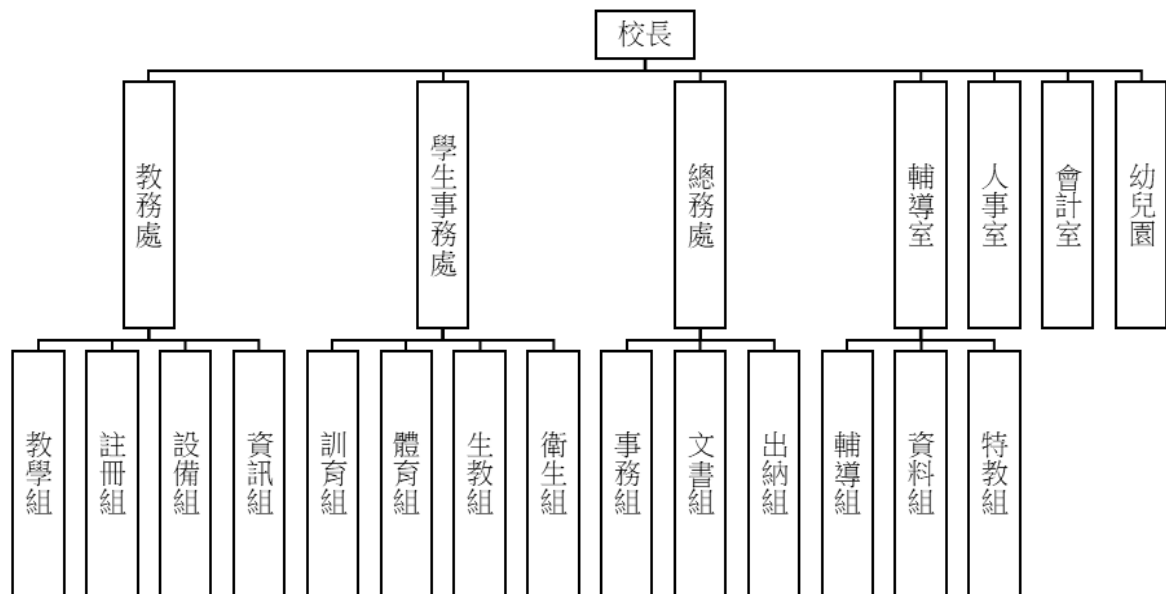 校長
教務處
學生事務處
總務處
輔導室
人事室
會計室
幼兒園
教學組
註冊組
設備組
資訊組
訓育組
體育組
生教組
衛生組
事務組
文書組
出納組
輔導組
資料組
特教組